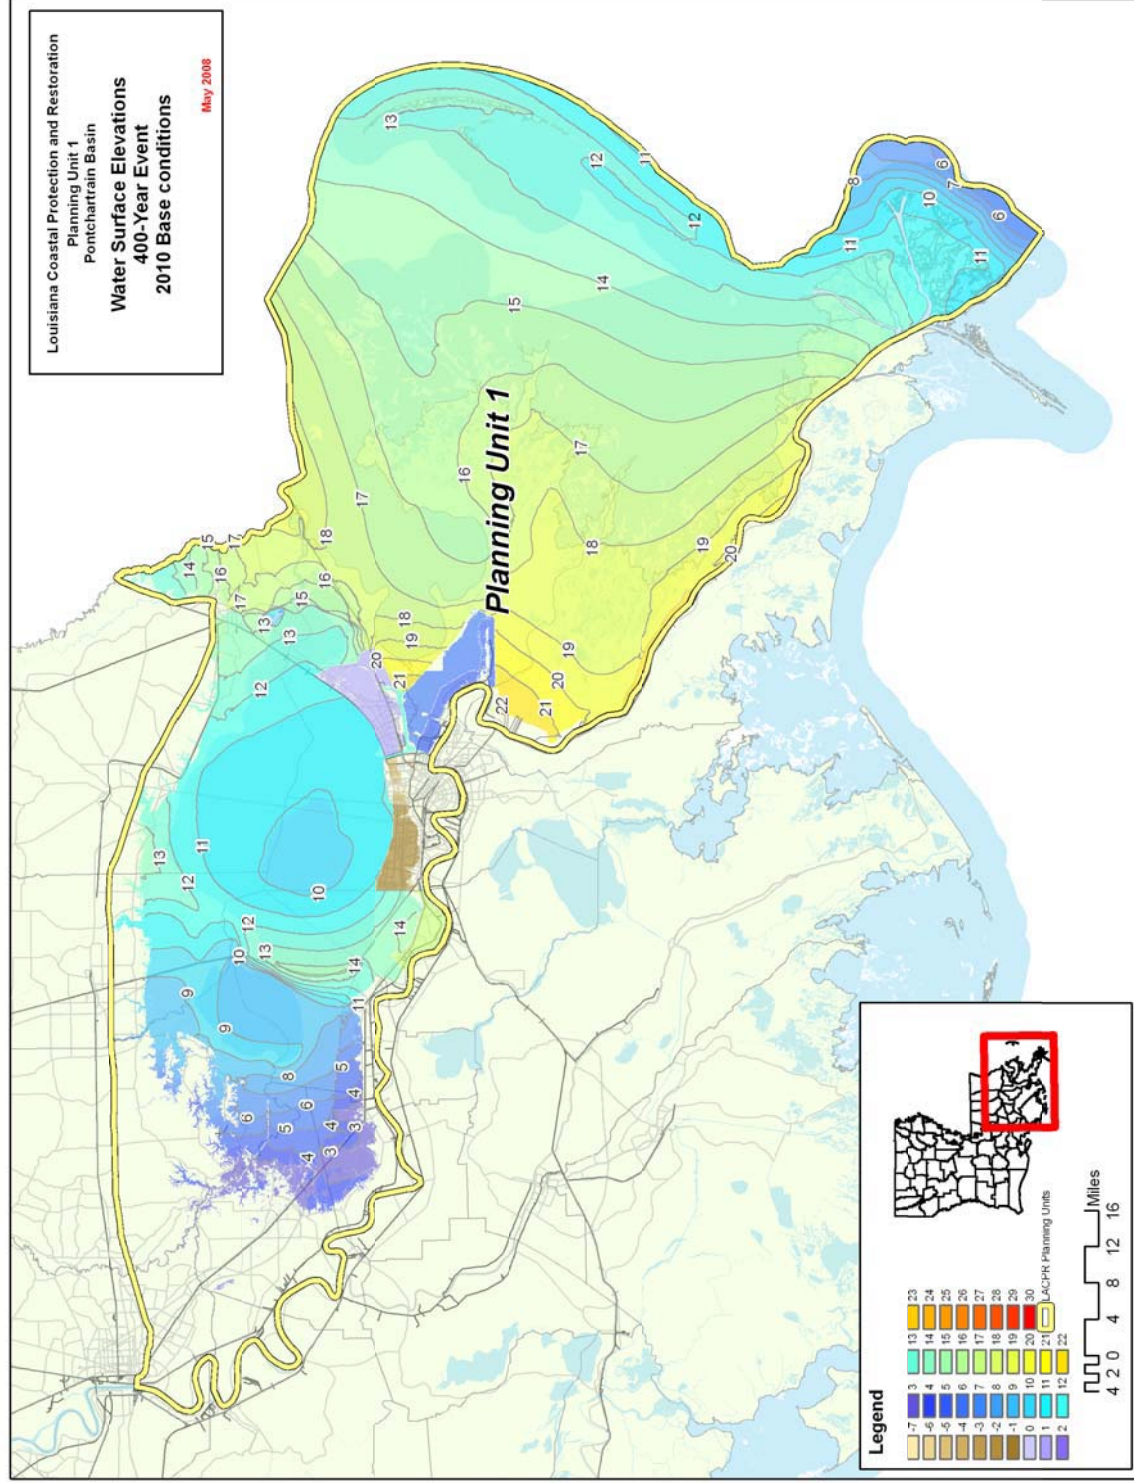 Louisiana Coastal Protection and Restoration
Planning Unit 1
Pontchartrain Basin
Water Surface Elevations
400-Year Event
2010 Base conditions
May 2008
13
9 12 14
11 15
9 16
10 17 17
6 12
13 12 13
5 8 13
4 6 10 15
3 4 16 18
5
3 4 11 14 17
20
14 21 13
18
19
16
Planning Unit 1
22 15
21 20 19 17
18 14 12
11
12
19
20
11 8
10 6
7
11 6
Legend
-7 3 13 23
-6 4 14 24
-5 5 15 25
-4 6 16 26
-3 7 17 27
-2 8 18 28
-1 9 19 29
0 10 20 30
1 11 21 LACPR Planning Units
2 12 22
Miles
4 2 0 4 8 12 16